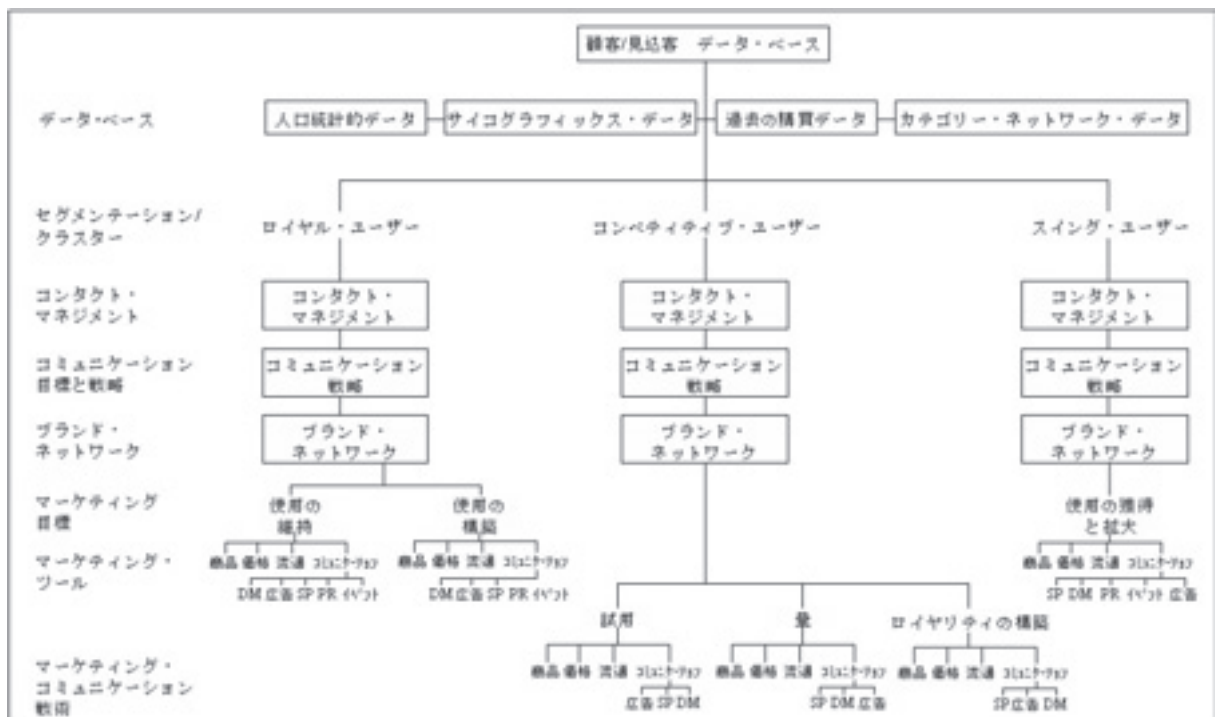 顧客/見込客　データ・ベース
データ・ベース
人口統計的データ
サイコグラフィックス・データ
過去の購買データ
カテゴリー・ネットワーク・データ
セグメンテーション/
クラスター
ロイヤル・ユーザー
コンペティティブ・ユーザー
スイング・ユーザー
コンタクト・
マネジメント
コンタクト・
マネジメント
コンタクト・
マネジメント
コンタクト・
マネジメント
コミュニケーション
目標と戦略
コミュニケーション
戦略
コミュニケーション
戦略
コミュニケーション
戦略
ブランド・
ネットワーク
ブランド・
ネットワーク
ブランド・
ネットワーク
ブランド・
ネットワーク
マーケティング
目標
使用の
維持
使用の
構築
使用の獲得
と拡大
マーケティング・
ツール
商品 価格 流通 コミュニケーション
DM 広告 SP PR イベント
商品 価格 流通 コミュニケーション
DM 広告 SP PR イベント
商品 価格 流通 コミュニケーション
SP DM PR イベント 広告
試用
量
ロイヤリティの構築
マーケティング・
コミュニケーション
戦術
商品 価格 流通 コミュニケーション
広告 SP DM
商品 価格 流通 コミュニケーション
SP DM 広告
商品 価格 流通 コミュニケーション
SP 広告 DM